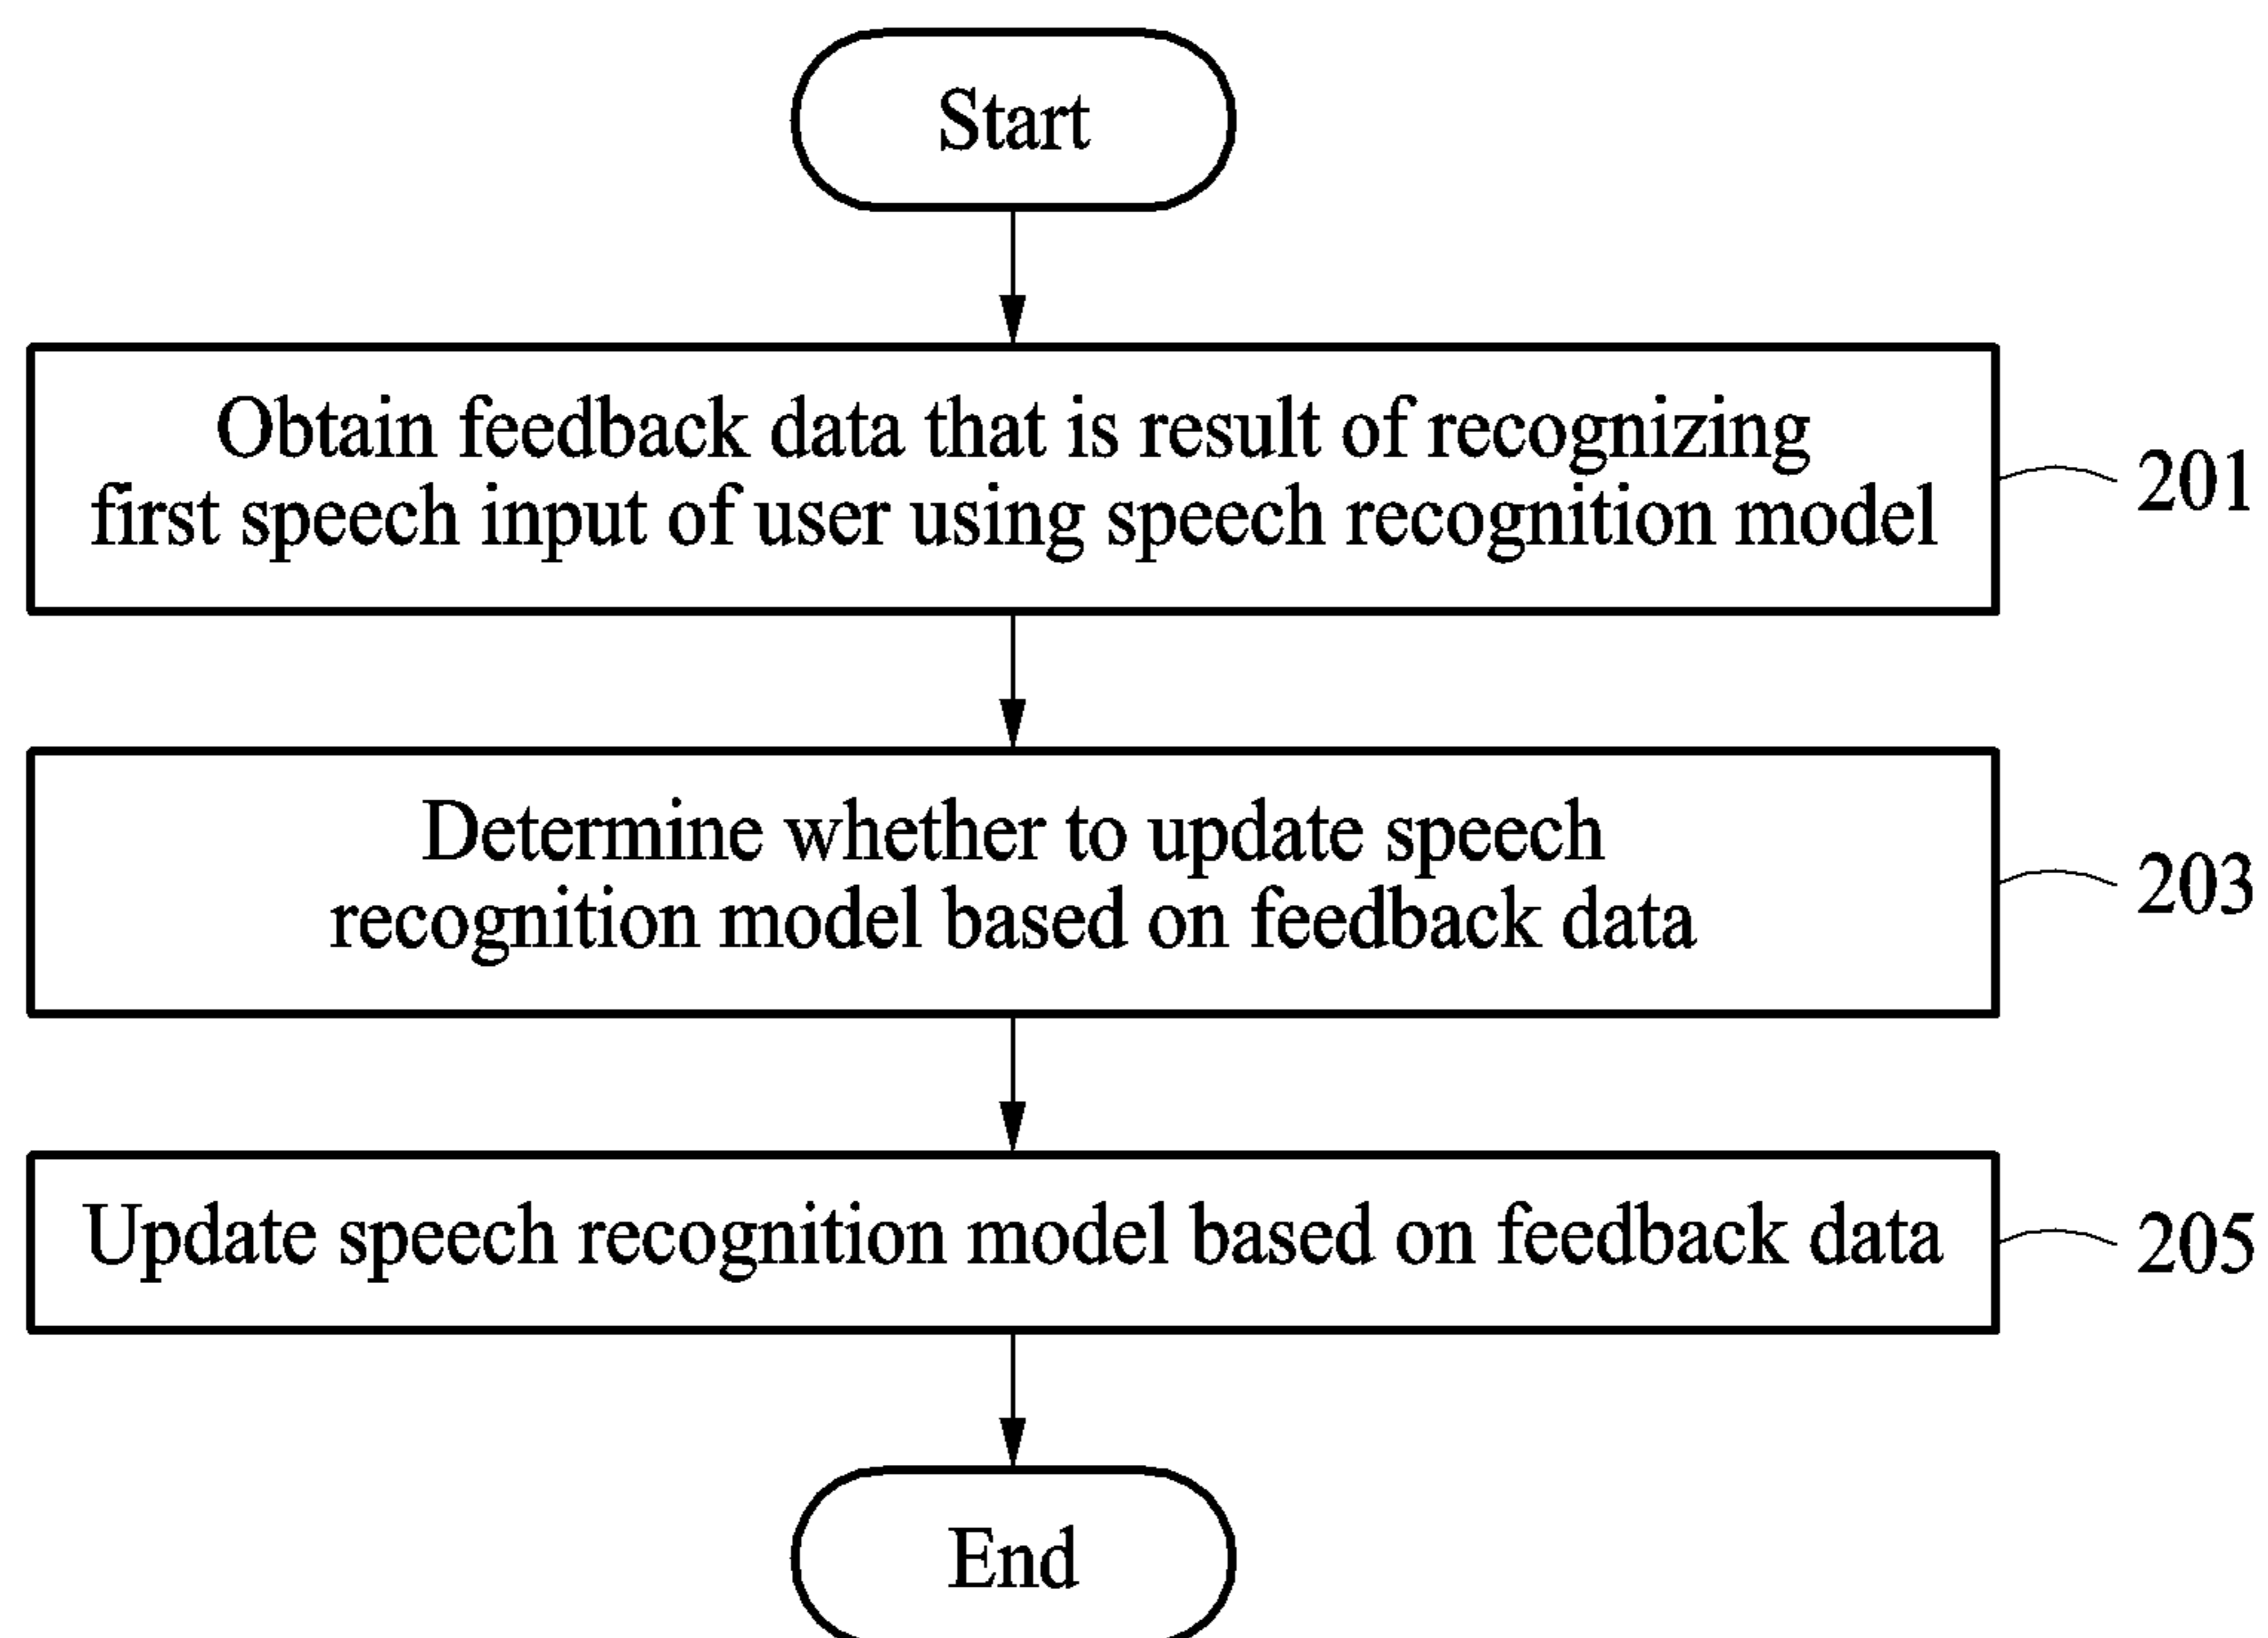 Start
Obtain feedback data that is result of recognizing
first speech input of user using speech recognition model
201
Determine whether to update speech
recognition model based on feedback data
203
Update speech recognition model based on feedback data
205
End